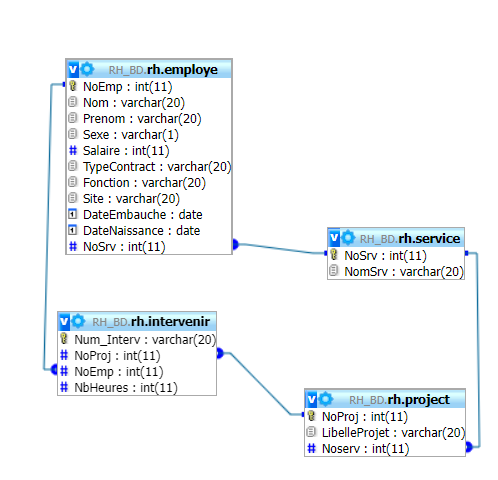 RH_BD.rh.employe
NoEmp : int(11)
Nom : varchar(20)
Prenom : varchar(20)
Sexe : varchar(1)
Salaire : int(11)
TypeContract : varchar(20)
Fonction : varchar(20)
Site : varchar(20)
DateEmbauche : date
DateNaissance : date
NoSrv : int(11)
RH_BD.rh.service
NoSrv : int(11)
NomSrv : varchar(20)
RH_BD.rh.intervenir
Num_Interv : varchar(20)
NoProj : int(11)
NoEmp : int(11)
NbHeures : int(11)
RH_BD.rh.project
NoProj : int(11)
LibelleProjet : varchar(20)
Noserv : int(11)